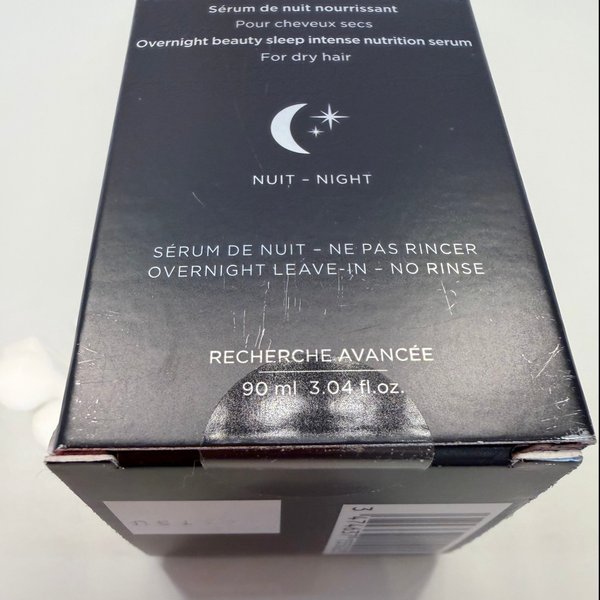 Sérum de nuit nourrissant
Pour cheveux secs
Overnight beauty sleep intense nutrition serum
For dry hair
NUIT – NIGHT
SÉRUM DE NUIT – NE PAS RINCER
OVERNIGHT LEAVE-IN – NO RINSE
RECHERCHE AVANCÉE
90 ml 3.04 fl.oz.